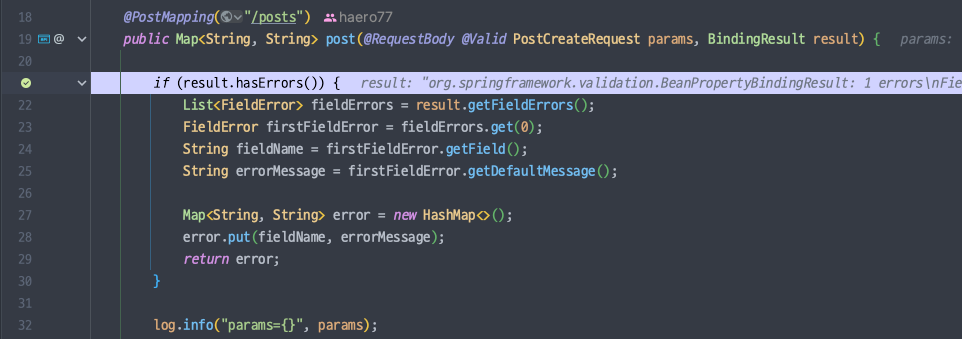 18 @PostMapping("/posts") haero77
19 @ public Map<String, String> post(@RequestBody @Valid PostCreateRequest params, BindingResult result) { params:
20
if (result.hasErrors()) { result: "org.springframework.validation.BeanPropertyBindingResult: 1 errors\nFie
22 List<FieldError> fieldErrors = result.getFieldErrors();
23 FieldError firstFieldError = fieldErrors.get(0);
24 String fieldName = firstFieldError.getField();
25 String errorMessage = firstFieldError.getDefaultMessage();
26
27 Map<String, String> error = new HashMap<>();
28 error.put(fieldName, errorMessage);
29 return error;
30 }
31
32 log.info("params={}", params);